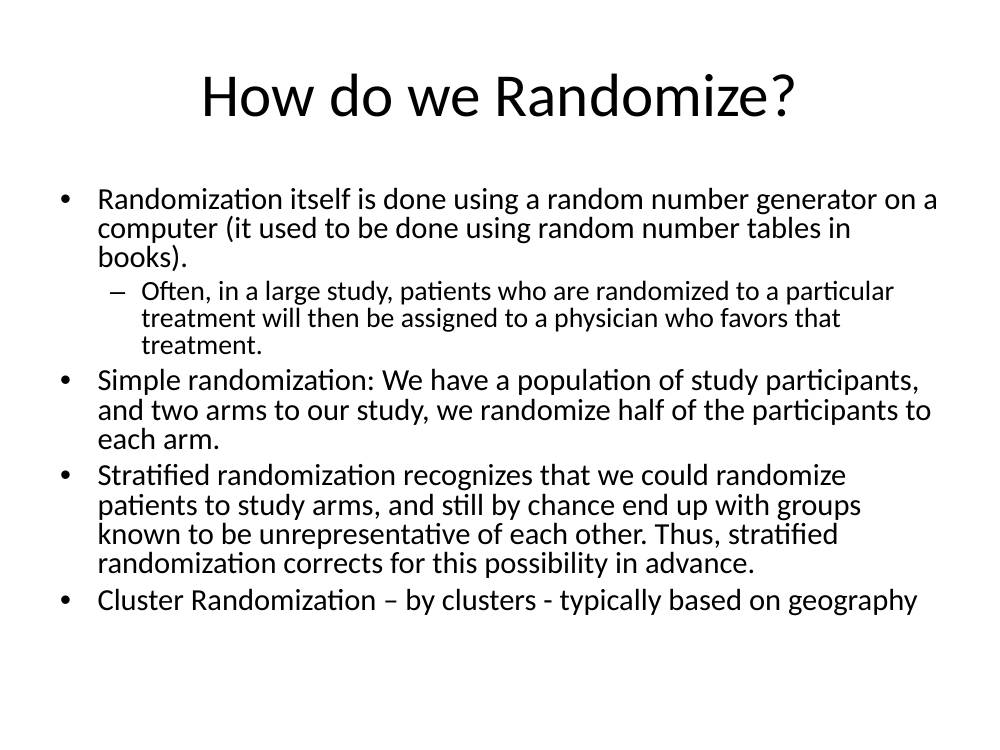 How do we Randomize?
• Randomization itself is done using a random number generator on a
computer (it used to be done using random number tables in
books).
– Often, in a large study, patients who are randomized to a particular
treatment will then be assigned to a physician who favors that
treatment.
• Simple randomization: We have a population of study participants,
and two arms to our study, we randomize half of the participants to
each arm.
• Stratified randomization recognizes that we could randomize
patients to study arms, and still by chance end up with groups
known to be unrepresentative of each other. Thus, stratified
randomization corrects for this possibility in advance.
• Cluster Randomization – by clusters - typically based on geography